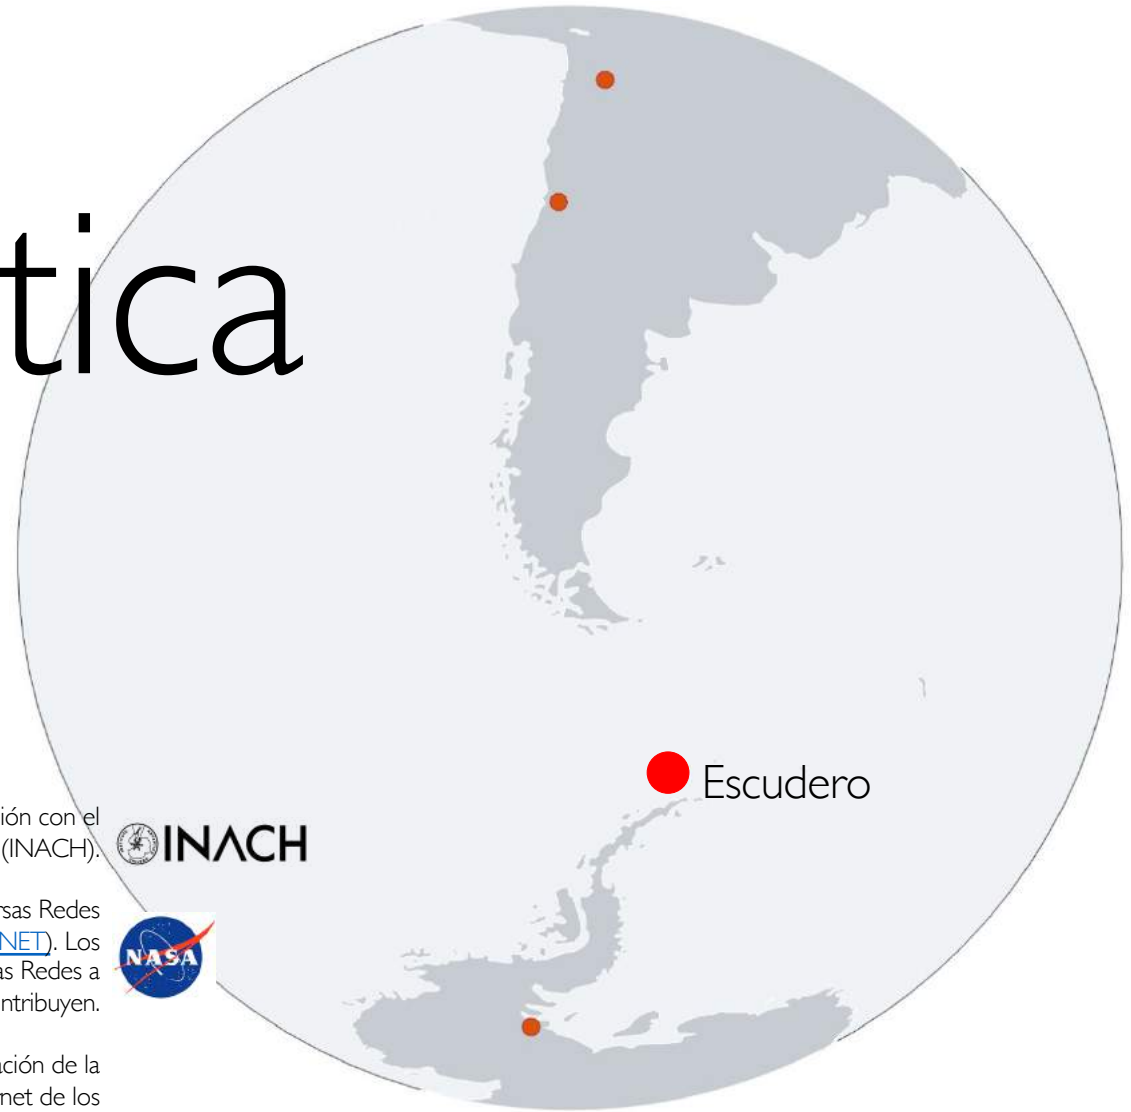 tica
Escudero
ión con el
(INACH).
INACH
rsas Redes
NET). Los
NASA
as Redes a
ntribuyen.
ación de la
net de los